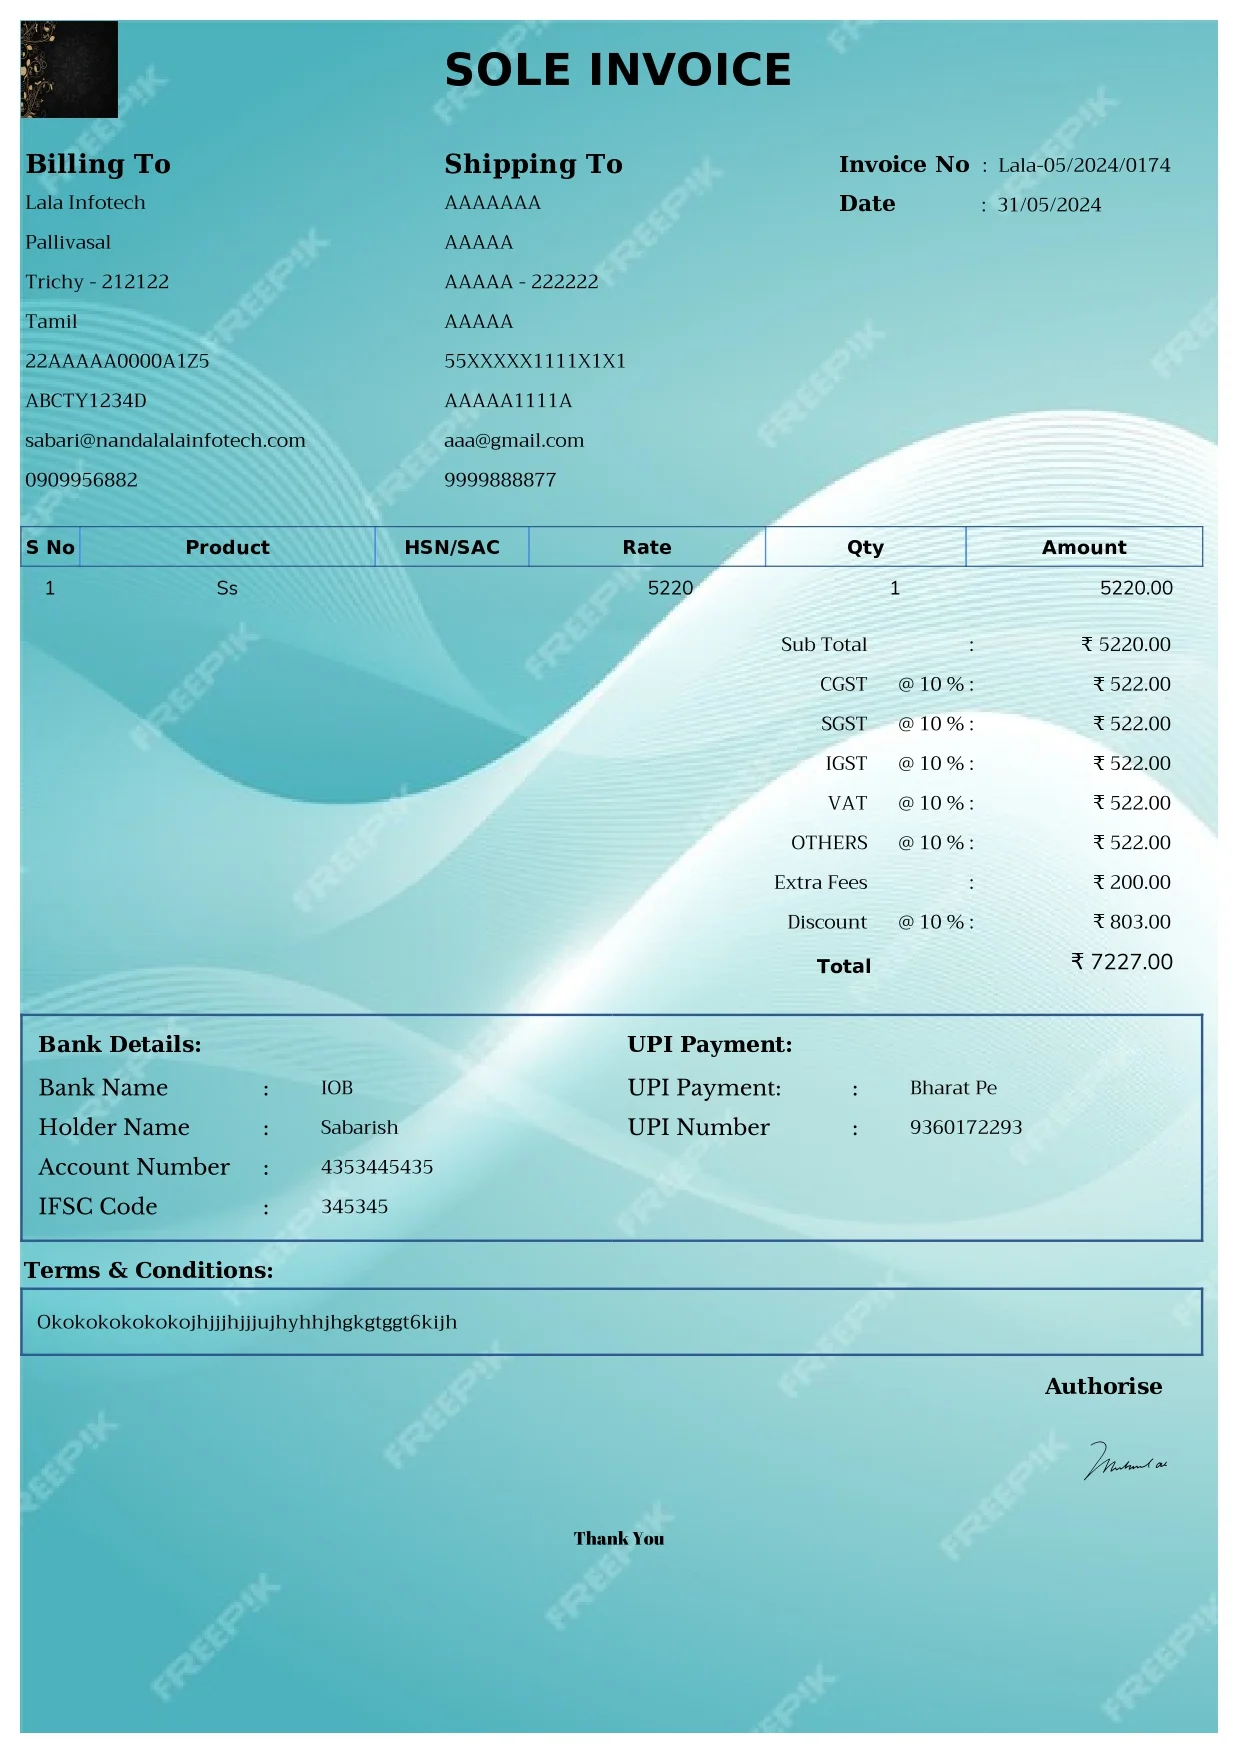 SOLE INVOICE
Billing To
Lala Infotech
Pallivasal
Trichy - 212122
Tamil
22AAAAA0000A1Z5
ABCTY1234D
sabari@nandalalainfotech.com
0909956882
Shipping To
AAAAAAA
AAAAA
AAAAA - 222222
AAAAA
55XXXXX1111X1X1
AAAAA1111A
aaa@gmail.com
9999888877
Invoice No : Lala-05/2024/0174
Date : 31/05/2024
S No Product HSN/SAC Rate Qty Amount
1 Ss 5220 1 5220.00
Sub Total : ₹ 5220.00
CGST @ 10 % : ₹ 522.00
SGST @ 10 % : ₹ 522.00
IGST @ 10 % : ₹ 522.00
VAT @ 10 % : ₹ 522.00
OTHERS @ 10 % : ₹ 522.00
Extra Fees : ₹ 200.00
Discount @ 10 % : ₹ 803.00
Total ₹ 7227.00
Bank Details:
Bank Name : IOB
Holder Name : Sabarish
Account Number : 4353445435
IFSC Code : 345345
UPI Payment:
UPI Payment: : Bharat Pe
UPI Number : 9360172293
Terms & Conditions:
Okokokokokokojhjjjhjjjujhyhhjhgkgtggt6kijh
Authorise
Thank You
FREEPIK